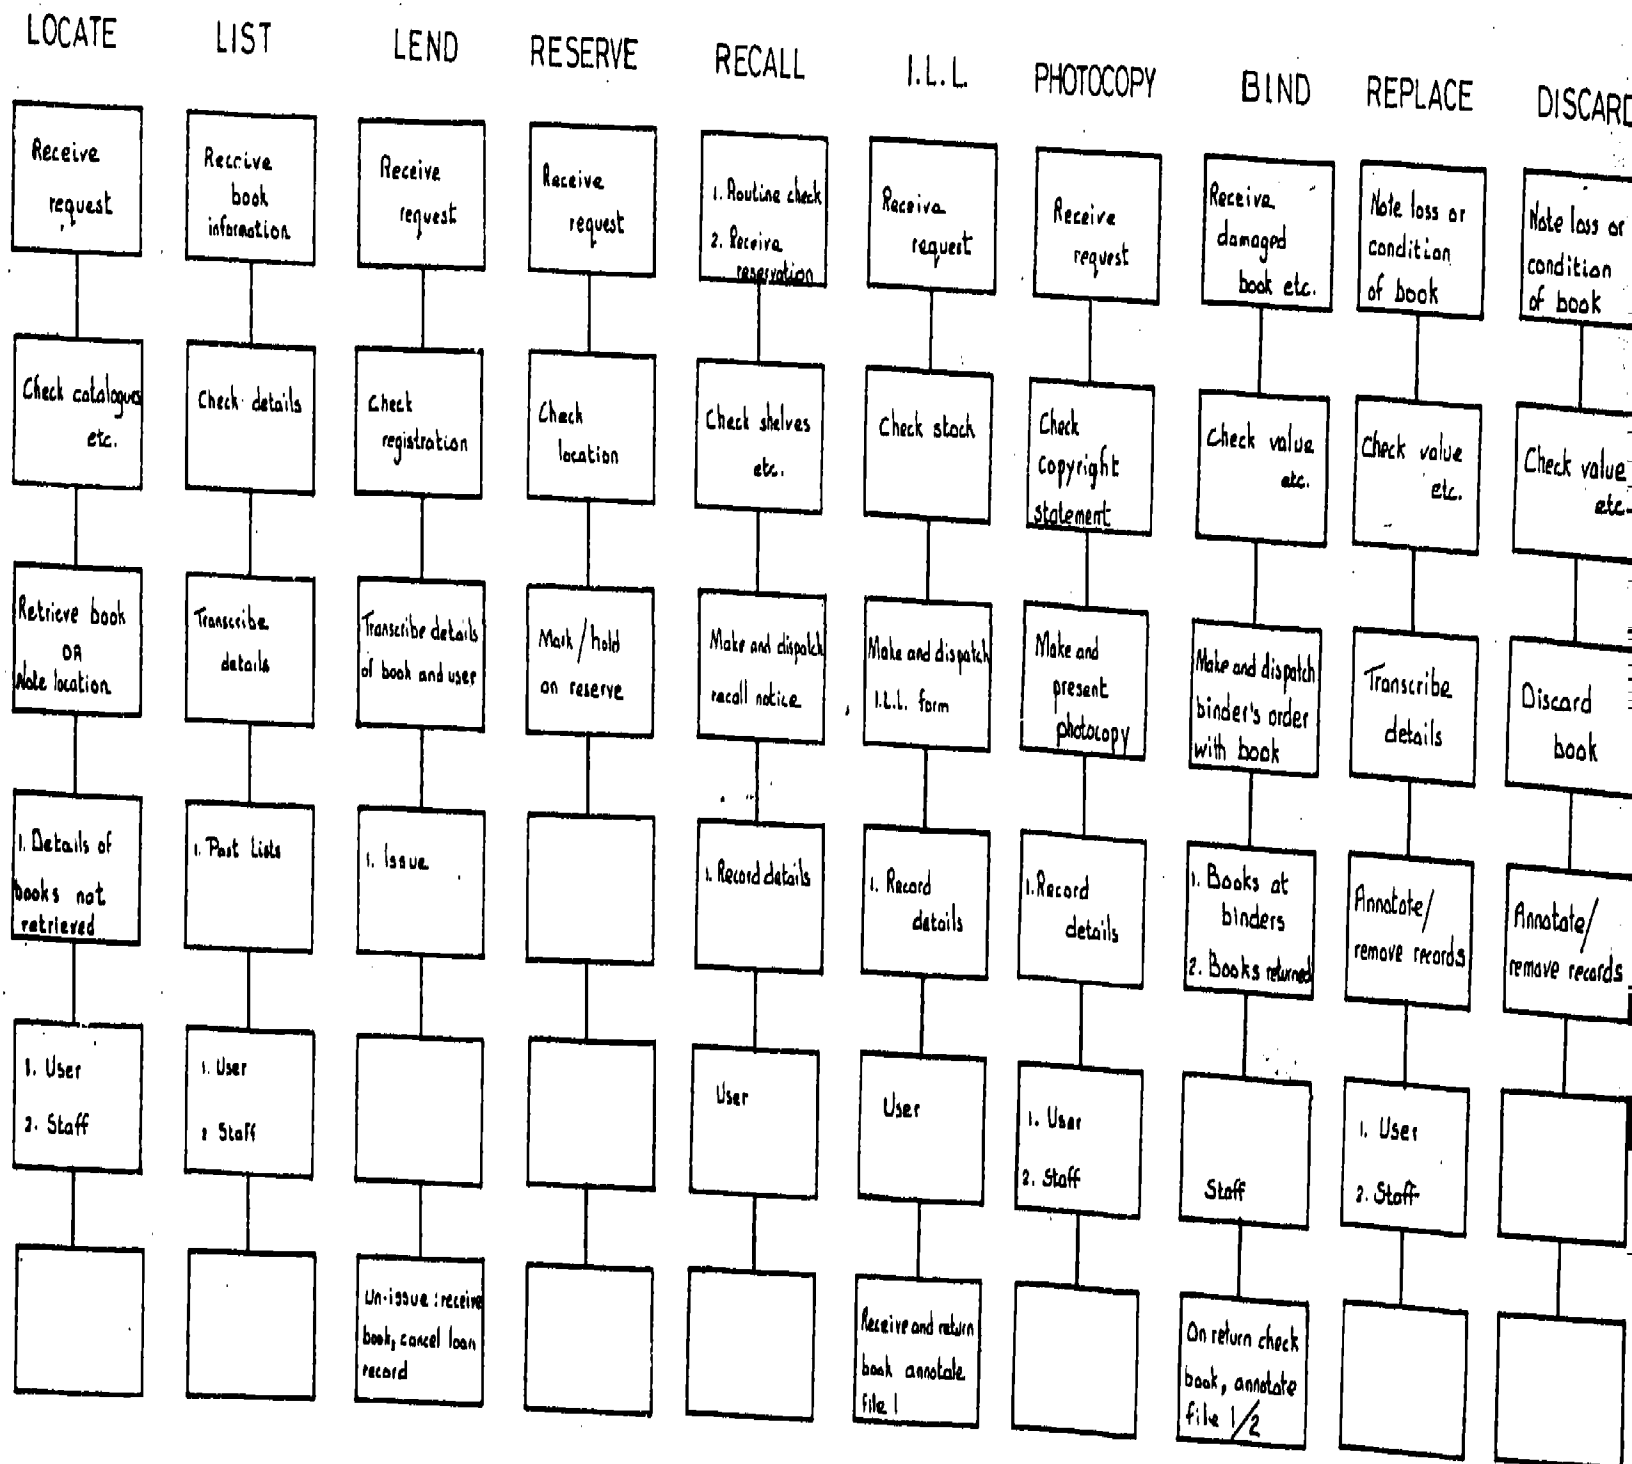 LOCATE
LIST
LEND
RESERVE
RECALL
I.L.L.
PHOTOCOPY
BIND
REPLACE
DISCARD
Receive
request
Receive
book
information
Receive
request
Receive
request
1. Routine check
2. Receive
reservation
Receive
request
Receive
request
Receive
damaged
book etc.
Note loss or
condition
of book
Note loss or
condition
of book
Check catalogues
etc.
Check details
Check
registration
Check
location
Check shelves
etc.
Check stock
Check
copyright
statement
Check value
etc.
Check value
etc.
Check value
etc.
Retrieve book
OR
Note location
Transcribe
details
Transcribe details
of book and user
Mark/hold
on reserve
Make and dispatch
recall notice
Make and dispatch
I.L.L. form
Make and
present
photocopy
Make and dispatch
binder's order
with book
Transcribe
details
Discard
book
1. Details of
books not
retrieved
1. Past Lists
1. Issue
1. Record details
1. Record
details
1. Record
details
1. Books at
binders
2. Books returned
Annotate/
remove records
Annotate/
remove records
1. User
2. Staff
1. User
2 Staff
User
User
1. User
2. Staff
Staff
1. User
2. Staff
Un-issue: receive
book, cancel loan
record
Receive and return
book annotate
file 1
On return check
book, annotate
file 1/2